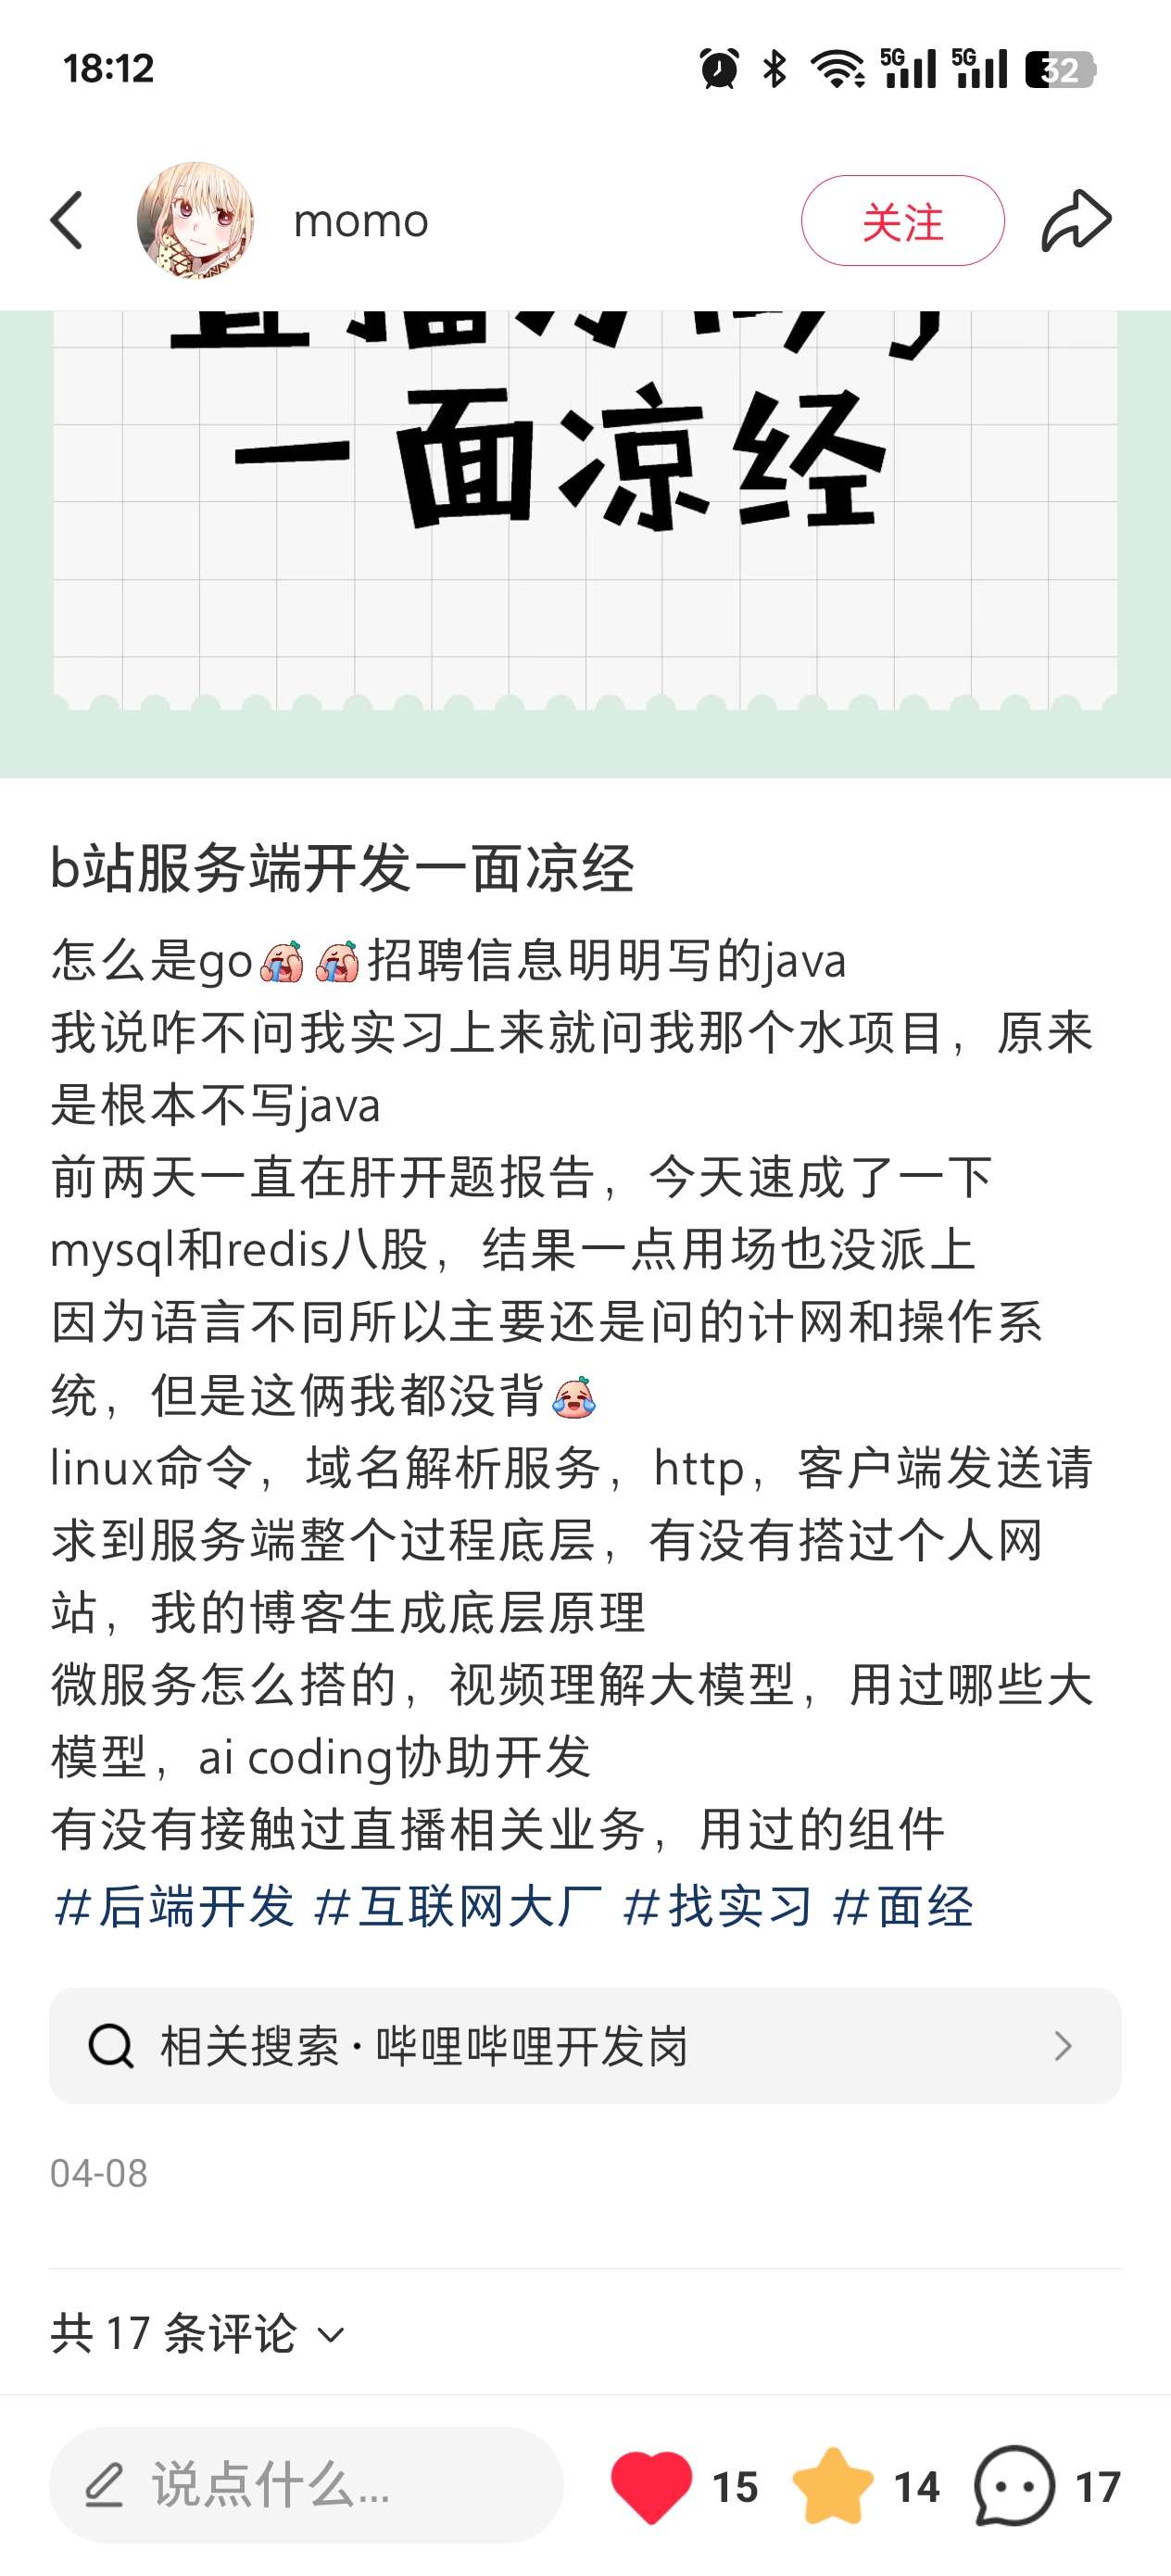 18:12
5G 5G 32
momo
关注
一面凉经
b站服务端开发一面凉经
怎么是go招聘信息明明写的java
我说咋不问我实习上来就问我那个水项目，原来
是根本不写java
前两天一直在肝开题报告，今天速成了一下
mysql和redis八股，结果一点用场也没派上
因为语言不同所以主要还是问的计网和操作系
统，但是这俩我都没背
linux命令，域名解析服务，http，客户端发送请
求到服务端整个过程底层，有没有搭过个人网
站，我的博客生成底层原理
微服务怎么搭的，视频理解大模型，用过哪些大
模型，ai coding协助开发
有没有接触过直播相关业务，用过的组件
#后端开发 #互联网大厂 #找实习 #面经
相关搜索·哔哩哔哩开发岗
04-08
共 17 条评论
说点什么... 15 14 17